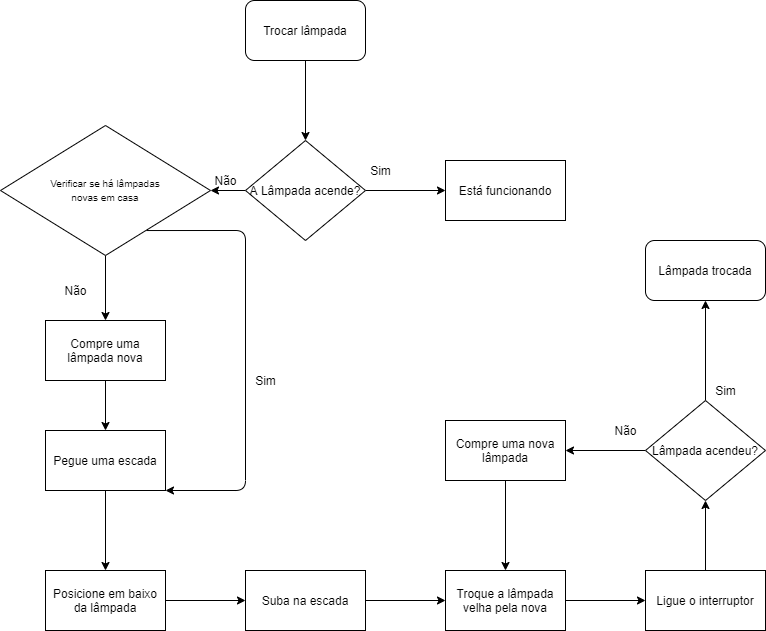 Trocar lâmpada
A Lâmpada acende?
Sim
Está funcionando
Não
Verificar se há lâmpadas
novas em casa
Não
Compre uma
lâmpada nova
Sim
Pegue uma escada
Posicione em baixo
da lâmpada
Suba na escada
Troque a lâmpada
velha pela nova
Ligue o interruptor
Lâmpada acendeu?
Não
Compre uma nova
lâmpada
Sim
Lâmpada trocada